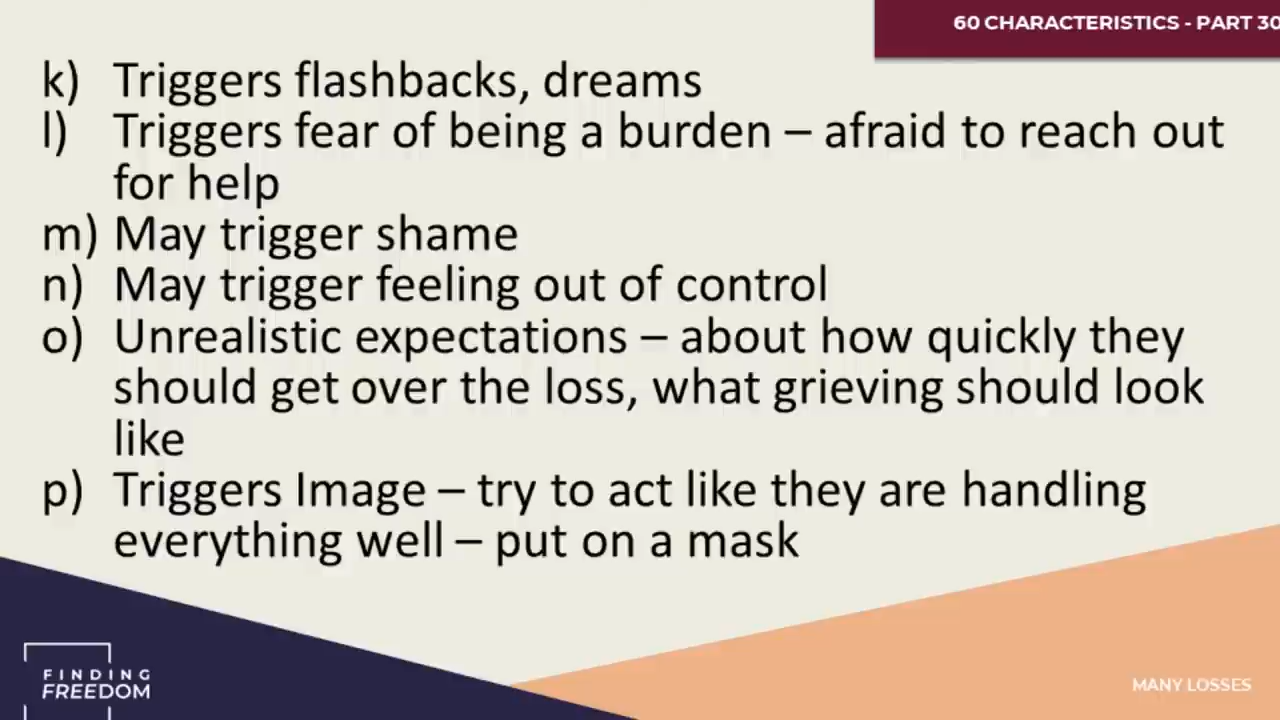 60 CHARACTERISTICS - PART 30
k) Triggers flashbacks, dreams
l) Triggers fear of being a burden – afraid to reach out
for help
m) May trigger shame
n) May trigger feeling out of control
o) Unrealistic expectations – about how quickly they
should get over the loss, what grieving should look
like
p) Triggers Image – try to act like they are handling
everything well – put on a mask
FINDING
FREEDOM
MANY LOSSES